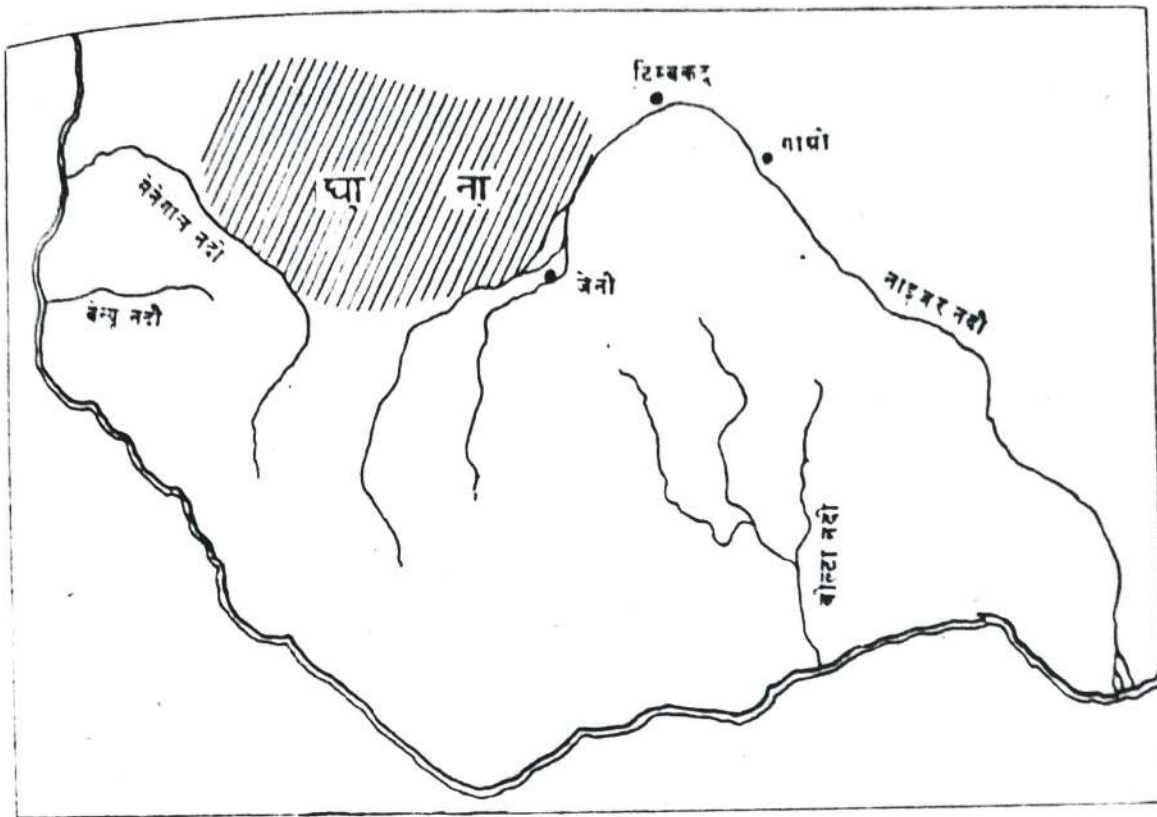 टिम्बकटू
गाओ
घा ना
सेनेगाल नदी
जेनी
नाइजर नदी
वोल्टा नदी